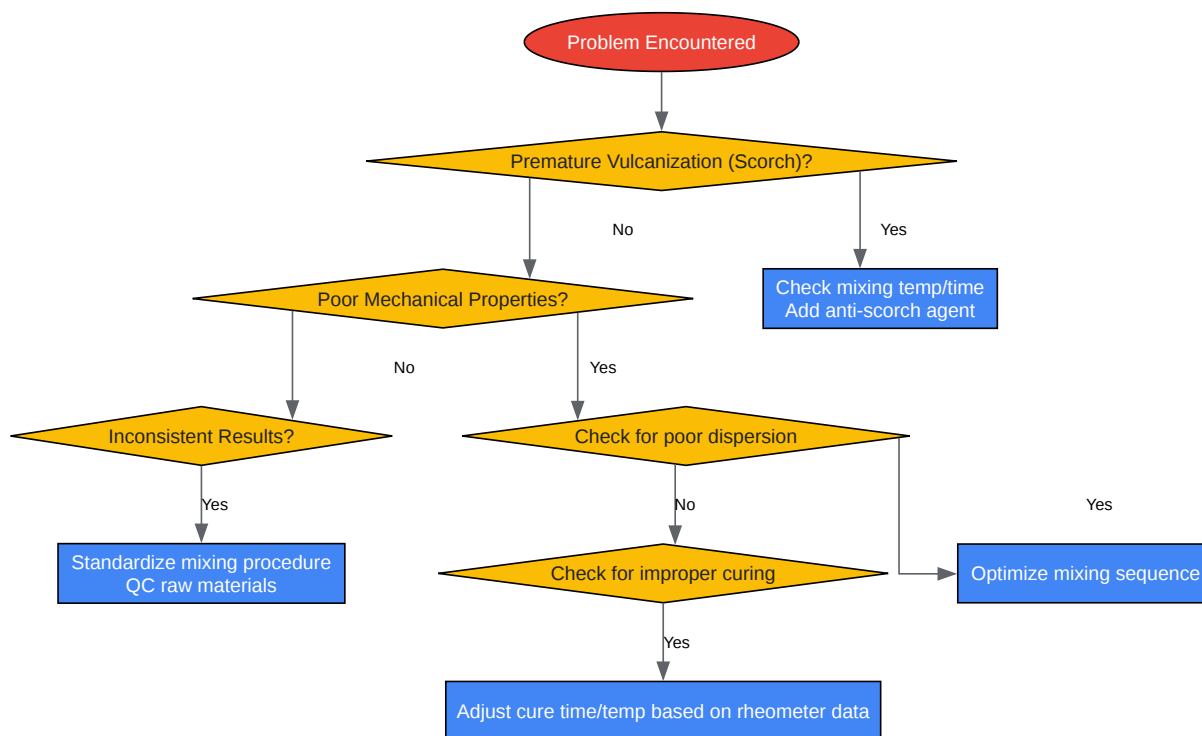 Problem Encountered
Premature Vulcanization (Scorch)?
No
Yes
Poor Mechanical Properties?
Check mixing temp/time
Add anti-scorch agent
No
Yes
Inconsistent Results?
Check for poor dispersion
Yes
No
Yes
Standardize mixing procedure
QC raw materials
Check for improper curing
Optimize mixing sequence
Yes
Adjust cure time/temp based on rheometer data